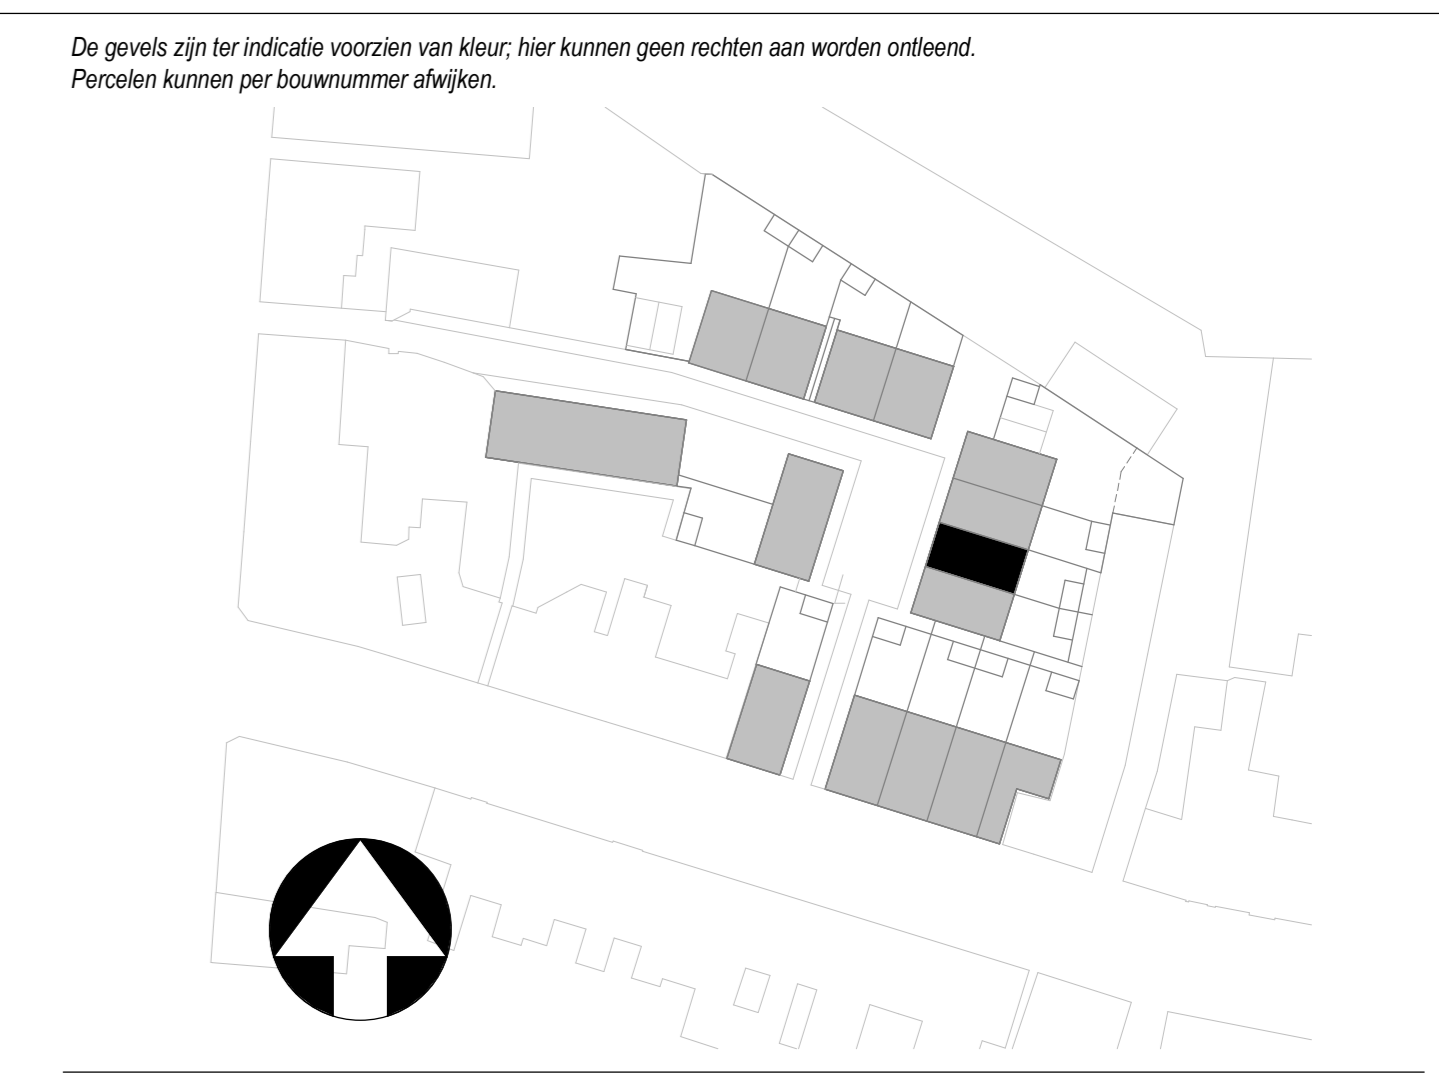 De gevels zijn ter indicatie voorzien van kleur; hier kunnen geen rechten aan worden ontleend.
Percelen kunnen per bouwnummer afwijken.